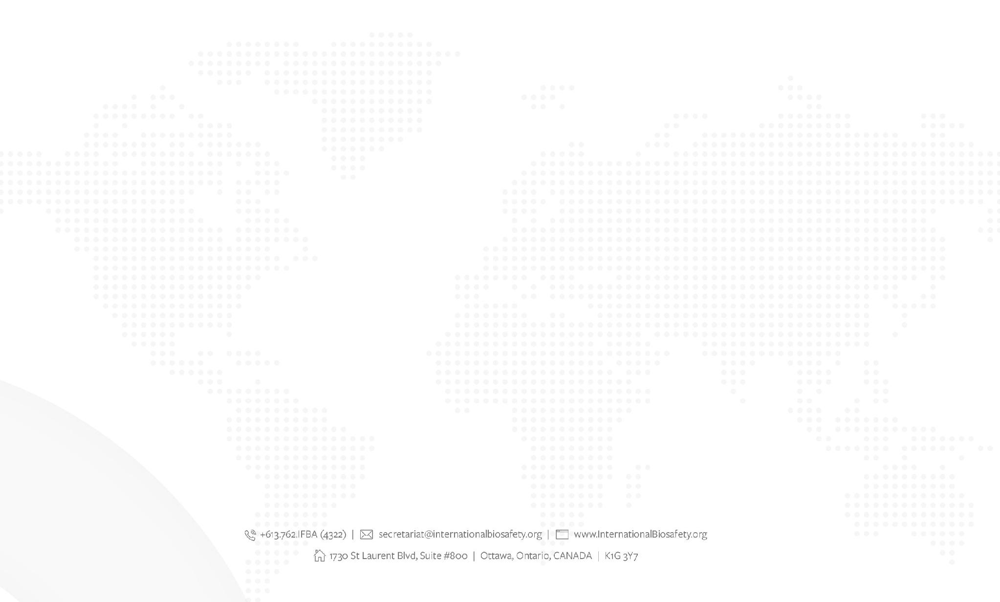 +613.762.IFBA (4322) | secretariat@internationalbiosafety.org | www.InternationalBiosafety.org
1730 St Laurent Blvd, Suite #800 | Ottawa, Ontario, CANADA | K1G 3Y7